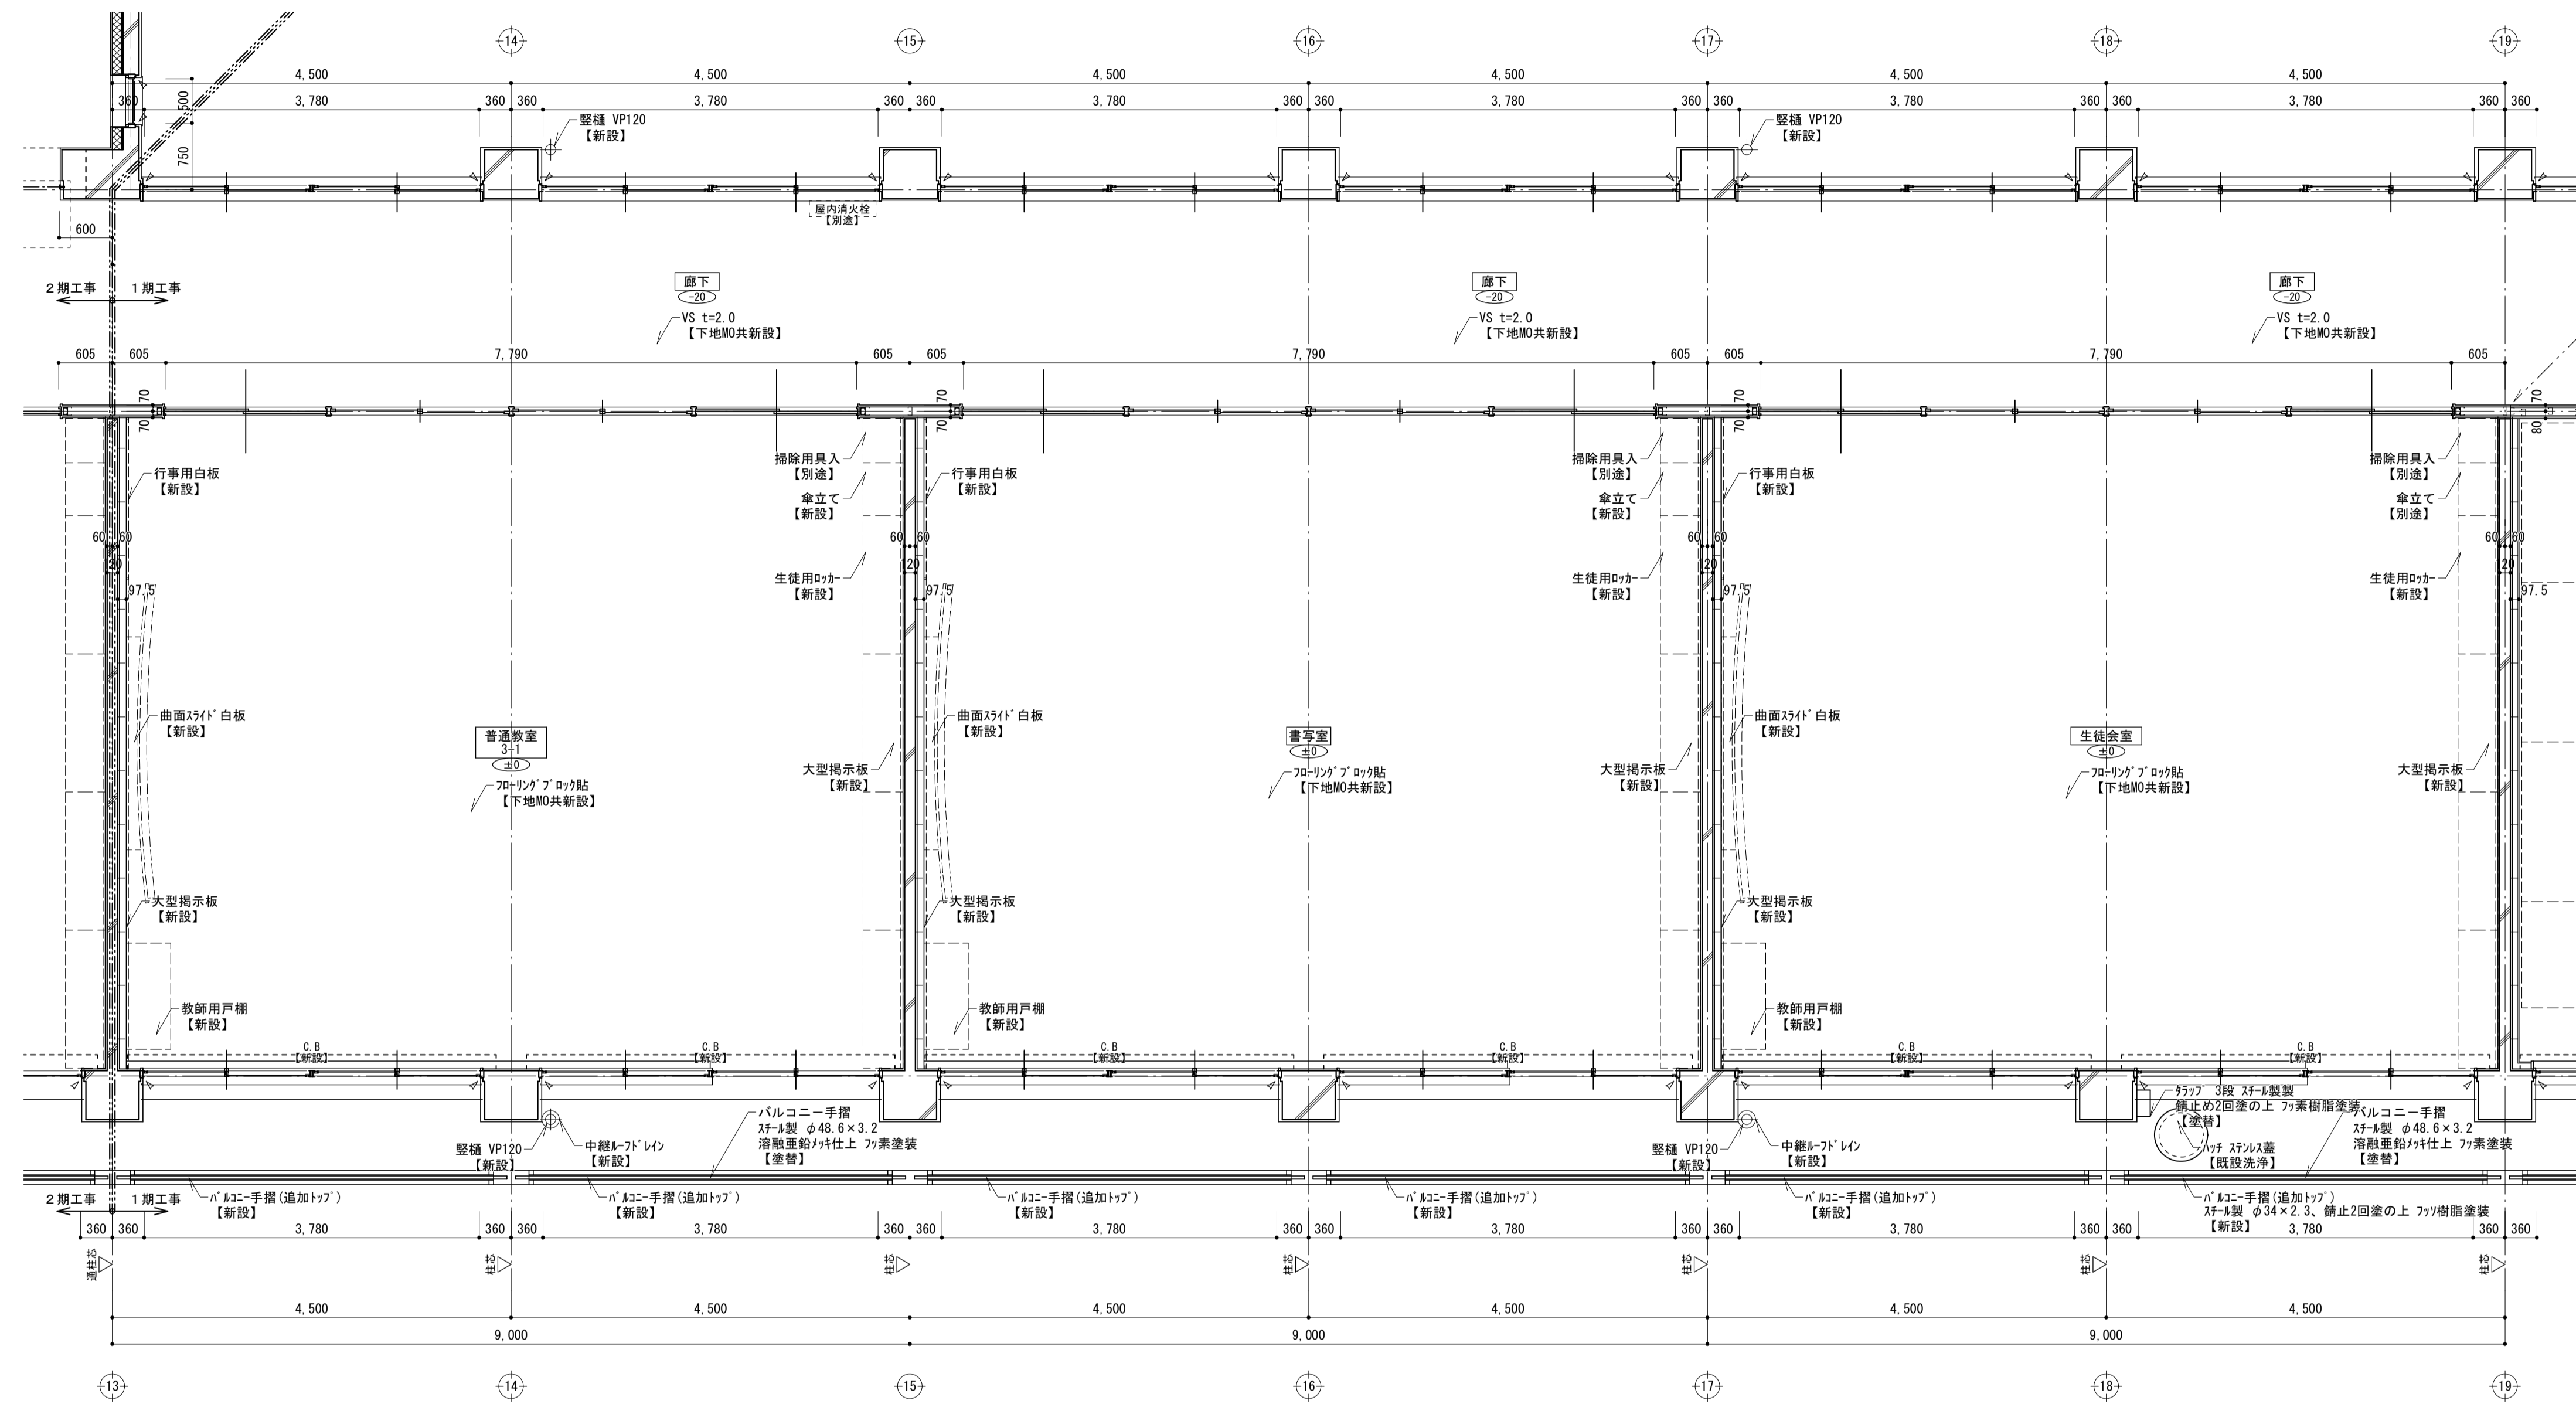 14
15
16
17
18
19
4,500
4,500
4,500
4,500
4,500
4,500
360
3,780
360
360
3,780
360
360
3,780
360
360
3,780
360
360
3,780
360
360
3,780
360
360
500
750
竪樋 VP120
【新設】
竪樋 VP120
【新設】
屋内消火栓
【別途】
600
2期工事
1期工事
廊下
-20
VS t=2.0
【下地MO共新設】
廊下
-20
VS t=2.0
【下地MO共新設】
廊下
-20
VS t=2.0
【下地MO共新設】
605
605
7,790
605
605
7,790
605
605
7,790
605
70
70
70
70
70
70
70
80
行事用白板
【新設】
掃除用具入
【別途】
傘立て
【新設】
行事用白板
【新設】
掃除用具入
【別途】
傘立て
【新設】
行事用白板
【新設】
掃除用具入
【別途】
傘立て
【別途】
60
60
120
97.5
60
60
120
97.5
60
60
120
97.5
60
60
120
97.5
生徒用ロッカー
【新設】
生徒用ロッカー
【新設】
生徒用ロッカー
【新設】
曲面スライド白板
【新設】
曲面スライド白板
【新設】
曲面スライド白板
【新設】
普通教室
3-1
±0
フローリングブロック貼
【下地MO共新設】
書写室
±0
フローリングブロック貼
【下地MO共新設】
生徒会室
±0
フローリングブロック貼
【下地MO共新設】
大型掲示板
【新設】
大型掲示板
【新設】
大型掲示板
【新設】
大型掲示板
【新設】
大型掲示板
【新設】
大型掲示板
【新設】
教師用戸棚
【新設】
教師用戸棚
【新設】
教師用戸棚
【新設】
C.B
【新設】
C.B
【新設】
C.B
【新設】
C.B
【新設】
C.B
【新設】
C.B
【新設】
竪樋 VP120
【新設】
中継ルーフドレイン
【新設】
バルコニー手摺
スチール製 φ48.6×3.2
溶融亜鉛メッキ仕上 フッ素塗装
【塗替】
竪樋 VP120
【新設】
中継ルーフドレイン
【新設】
タラップ 3段 スチール製製
錆止め2回塗の上 フッ素樹脂塗装
【塗替】
ハッチ ステンレス蓋
【既設洗浄】
バルコニー手摺
スチール製 φ48.6×3.2
溶融亜鉛メッキ仕上 フッ素塗装
【塗替】
2期工事
1期工事
バルコニー手摺(追加トップ)
【新設】
バルコニー手摺(追加トップ)
【新設】
バルコニー手摺(追加トップ)
【新設】
バルコニー手摺(追加トップ)
【新設】
バルコニー手摺(追加トップ)
【新設】
バルコニー手摺(追加トップ)
スチール製 φ34×2.3、錆止2回塗の上 フッソ樹脂塗装
【新設】
360
360
3,780
360
360
3,780
360
360
3,780
360
360
3,780
360
360
3,780
360
360
3,780
360
360
通柱芯
柱芯
柱芯
柱芯
柱芯
柱芯
柱芯
4,500
4,500
4,500
4,500
4,500
4,500
9,000
9,000
9,000
13
14
15
16
17
18
19